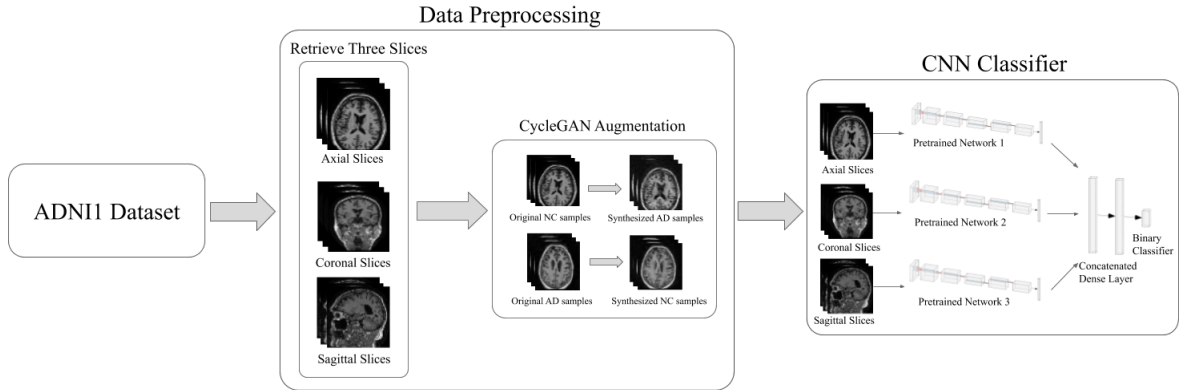 Data Preprocessing
Retrieve Three Slices
Axial Slices
Coronal Slices
Sagittal Slices
ADNI1 Dataset
CycleGAN Augmentation
Original NC samples
Synthesized AD samples
Original AD samples
Synthesized NC samples
CNN Classifier
Axial Slices
Pretrained Network 1
Coronal Slices
Pretrained Network 2
Sagittal Slices
Pretrained Network 3
Concatenated
Dense Layer
Binary
Classifier